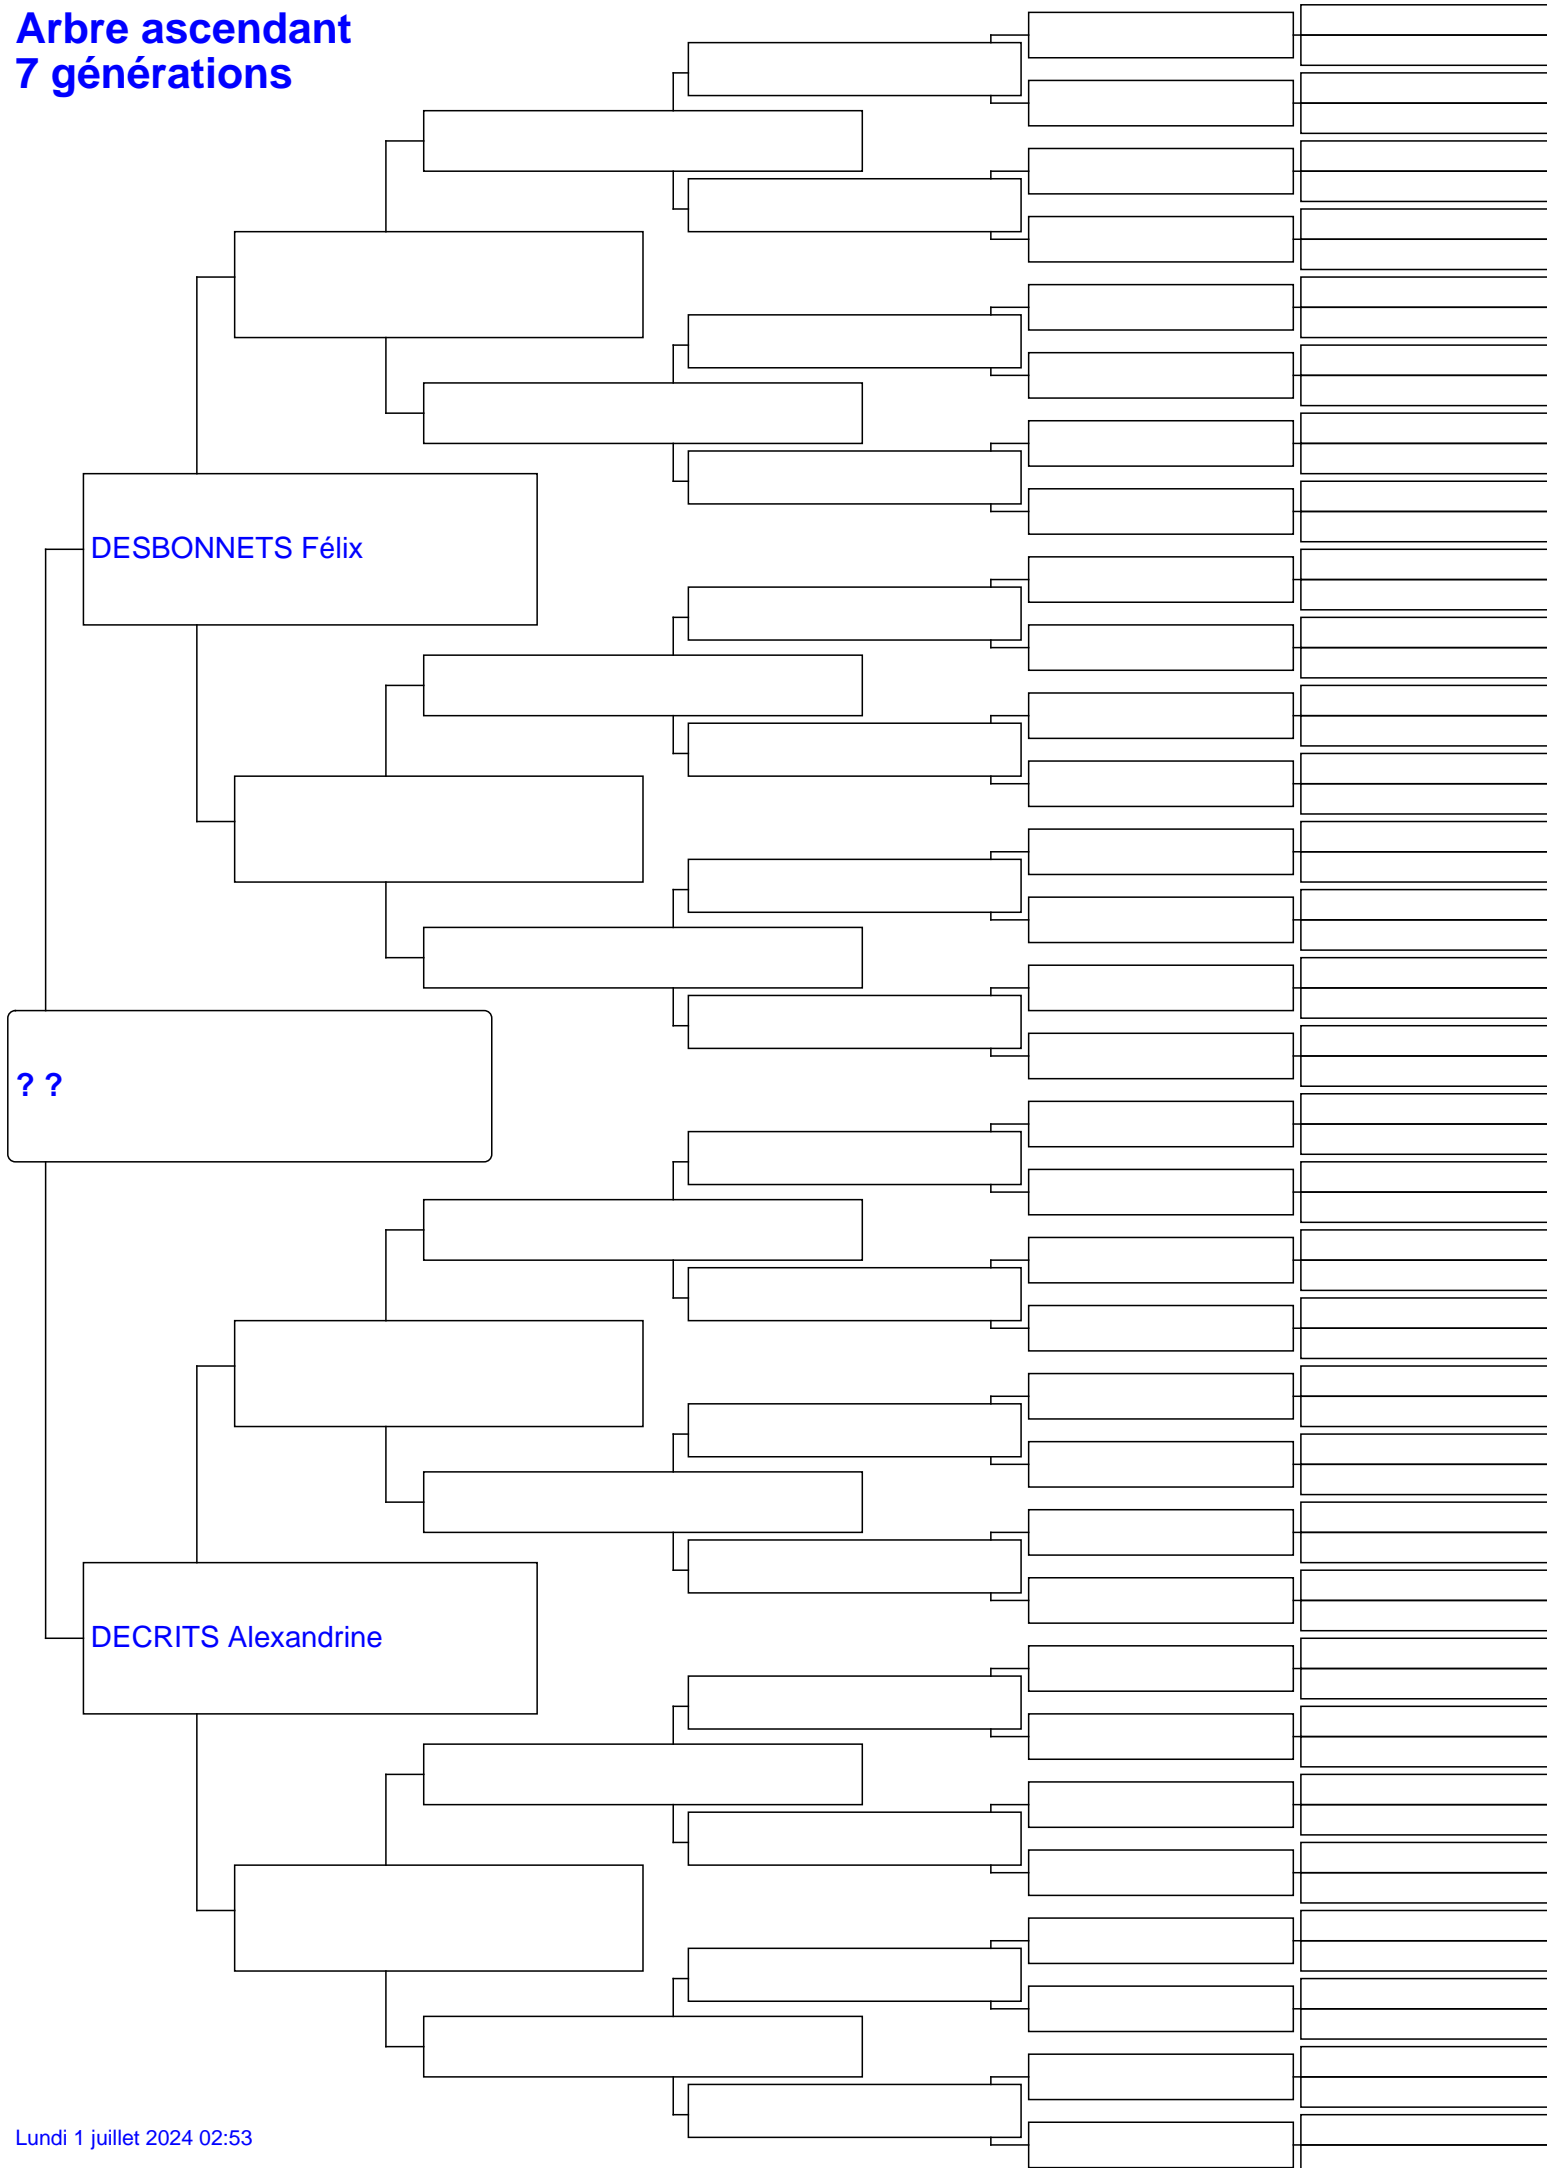 Arbre ascendant
7 générations
DESBONNETS Félix
? ?
DECRITS Alexandrine
Lundi 1 juillet 2024 02:53